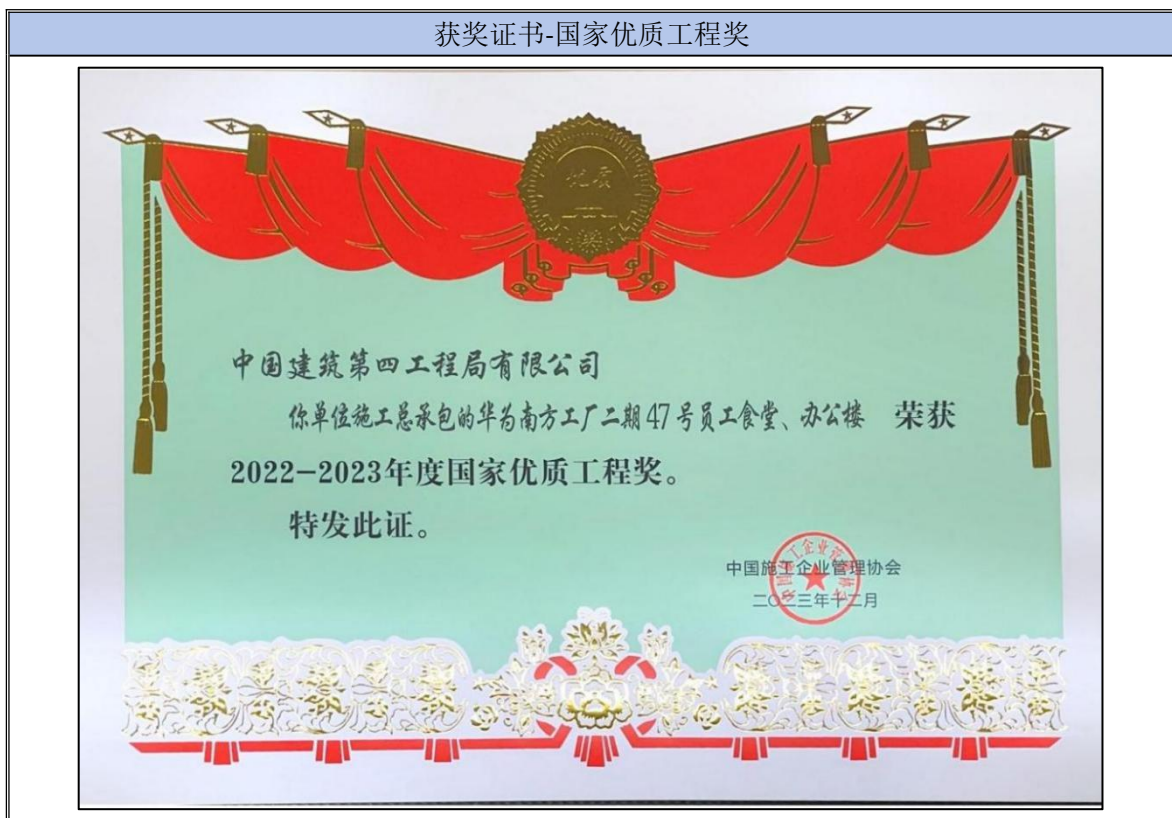 获奖证书-国家优质工程奖
中国建筑第四工程局有限公司
你单位施工总承包的华为南方工厂二期47号员工食堂、办公楼 荣获
2022-2023年度国家优质工程奖。
特发此证。
中国施工企业管理协会
二〇二三年十二月